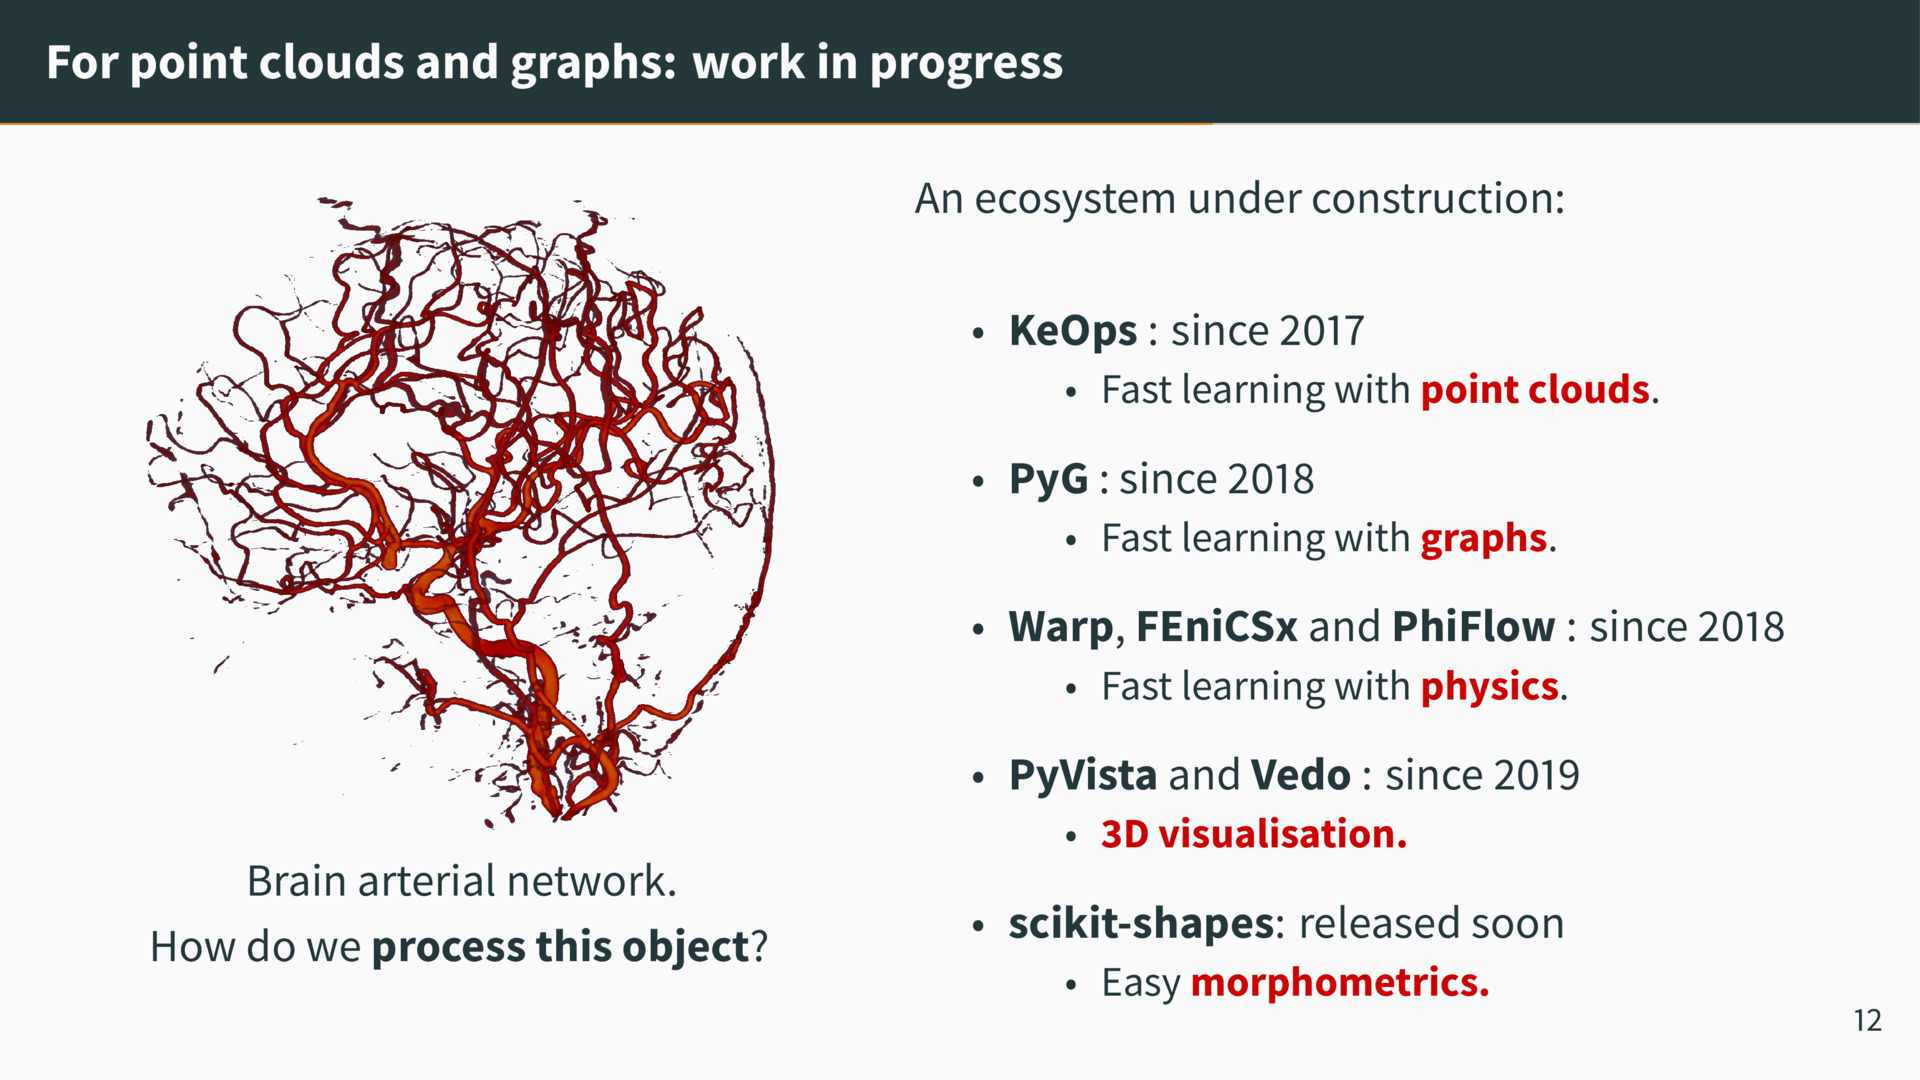 For point clouds and graphs: work in progress
Brain arterial network.
How do we process this object?
An ecosystem under construction:
• KeOps : since 2017
• Fast learning with point clouds.
• PyG : since 2018
• Fast learning with graphs.
• Warp, FEniCSx and PhiFlow : since 2018
• Fast learning with physics.
• PyVista and Vedo : since 2019
• 3D visualisation.
• scikit-shapes: released soon
• Easy morphometrics.
12